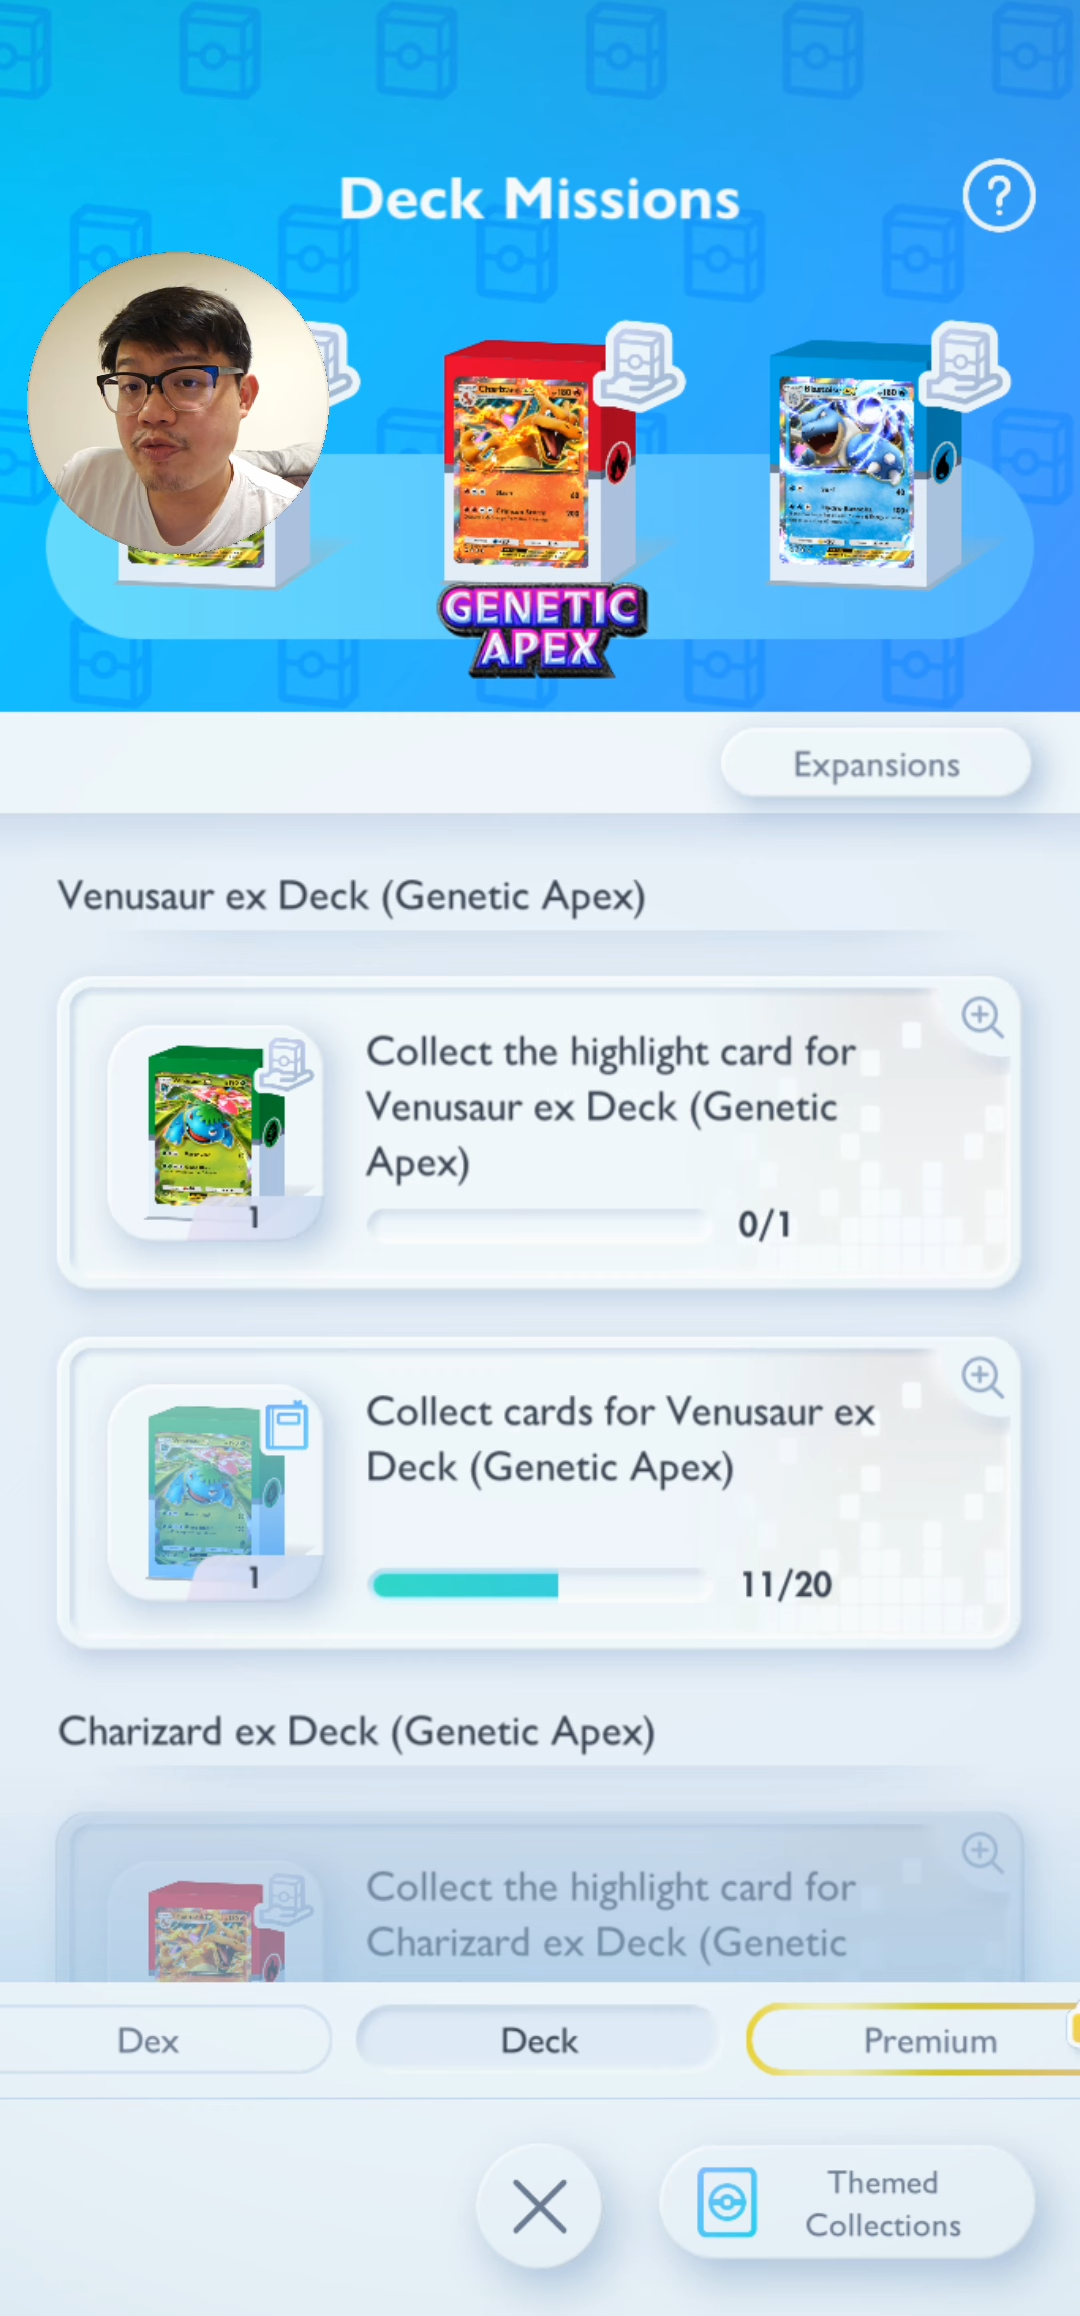 Deck Missions
?
GENETIC
APEX
Expansions
Venusaur ex Deck (Genetic Apex)
Collect the highlight card for
Venusaur ex Deck (Genetic
Apex)
1
0/1
Collect cards for Venusaur ex
Deck (Genetic Apex)
1
11/20
Charizard ex Deck (Genetic Apex)
Collect the highlight card for
Charizard ex Deck (Genetic
Dex
Deck
Premium
Themed
Collections